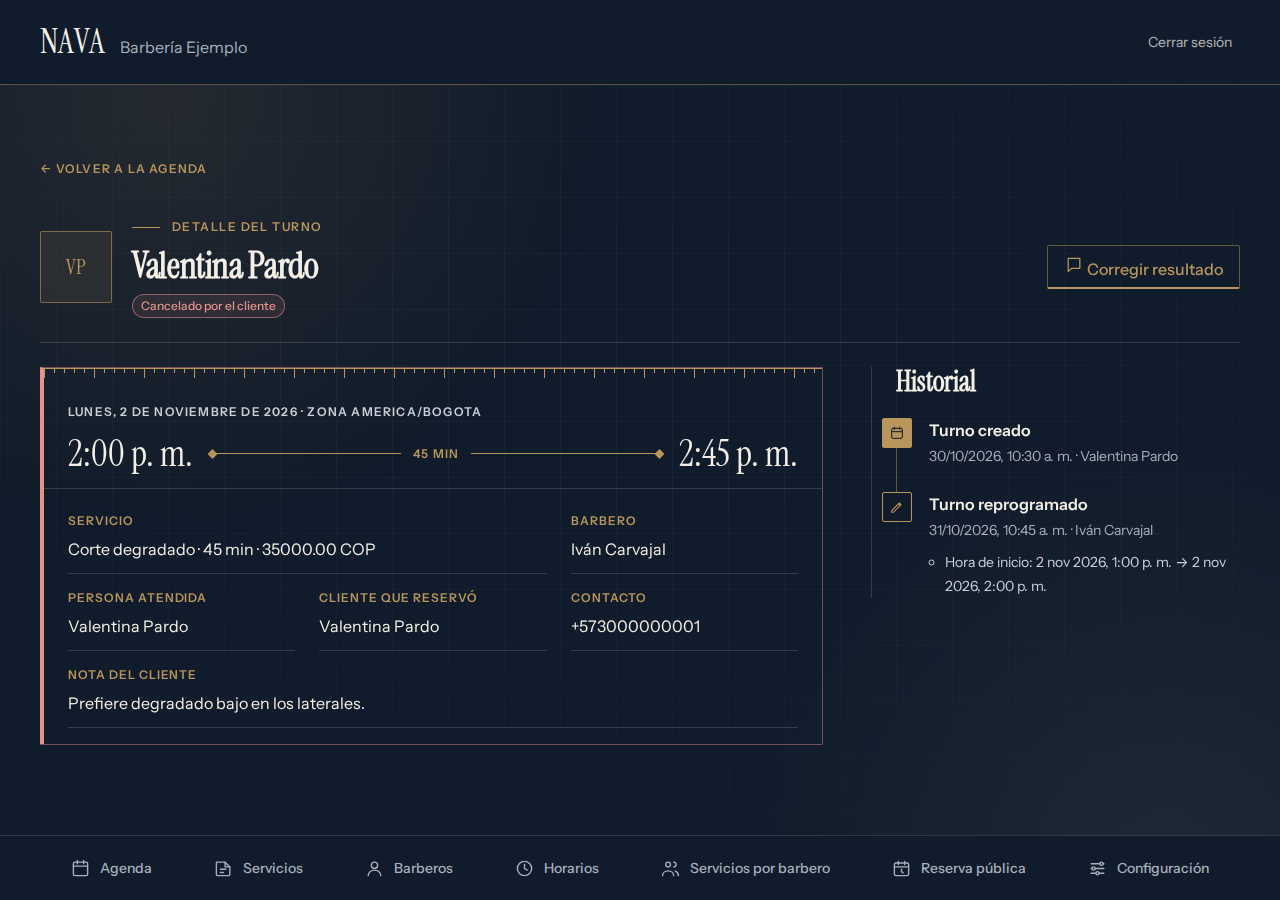 NAVA Barbería Ejemplo
Cerrar sesión
← VOLVER A LA AGENDA
VP
DETALLE DEL TURNO
Valentina Pardo
Cancelado por el cliente
Corregir resultado
LUNES, 2 DE NOVIEMBRE DE 2026 · ZONA AMERICA/BOGOTA
2:00 p. m. 45 MIN 2:45 p. m.
SERVICIO
Corte degradado · 45 min · 35000.00 COP
BARBERO
Iván Carvajal
PERSONA ATENDIDA
Valentina Pardo
CLIENTE QUE RESERVÓ
Valentina Pardo
CONTACTO
+573000000001
NOTA DEL CLIENTE
Prefiere degradado bajo en los laterales.
Historial
Turno creado
30/10/2026, 10:30 a. m. · Valentina Pardo
Turno reprogramado
31/10/2026, 10:45 a. m. · Iván Carvajal
Hora de inicio: 2 nov 2026, 1:00 p. m. → 2 nov
2026, 2:00 p. m.
Agenda
Servicios
Barberos
Horarios
Servicios por barbero
Reserva pública
Configuración